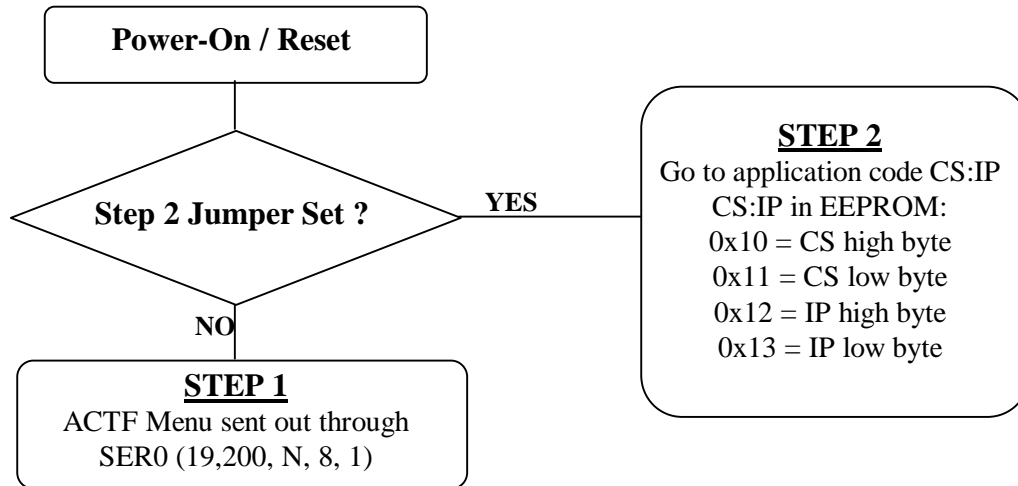 Power-On / Reset
Step 2 Jumper Set ?
YES
STEP 2
Go to application code CS:IP
CS:IP in EEPROM:
0x10 = CS high byte
0x11 = CS low byte
0x12 = IP high byte
0x13 = IP low byte
NO
STEP 1
ACTF Menu sent out through
SER0 (19,200, N, 8, 1)